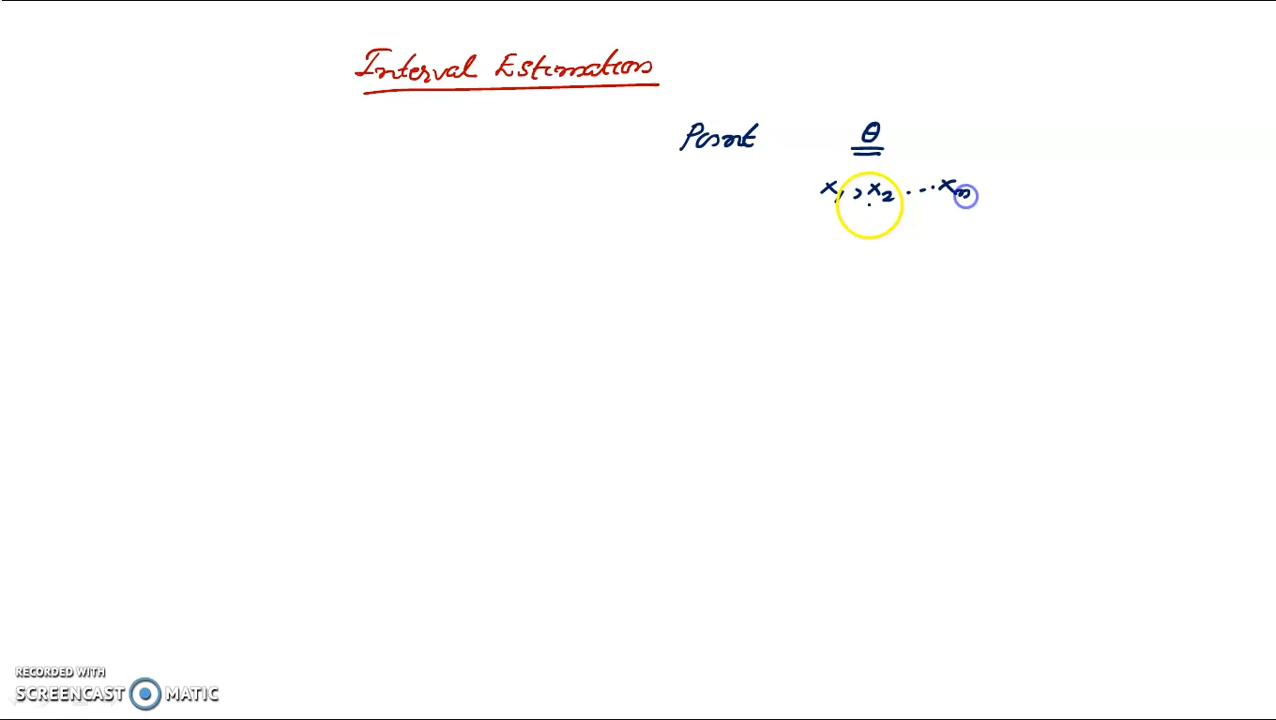 Interval Estimation
Point θ
x₁, x₂ ... xₙ
RECORDED WITH
SCREENCAST MATIC